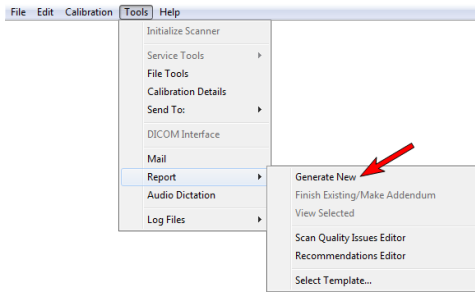 File Edit Calibration Tools Help
Initialize Scanner
Service Tools
File Tools
Calibration Details
Send To:
DICOM Interface
Mail
Report
Audio Dictation
Log Files
Generate New
Finish Existing/Make Addendum
View Selected
Scan Quality Issues Editor
Recommendations Editor
Select Template...